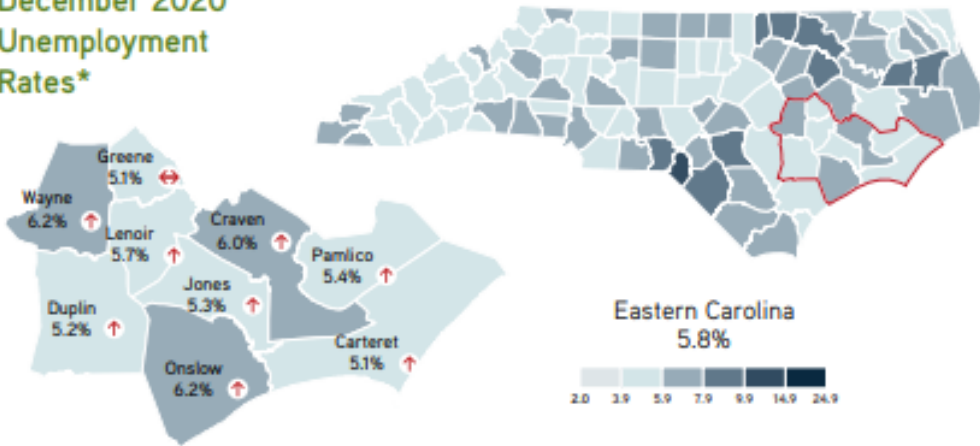 December 2020
Unemployment
Rates*
Greene
5.1%
Wayne
6.2%
Lenoir
5.7%
Craven
6.0%
Pamlico
5.4%
Jones
5.3%
Duplin
5.2%
Carteret
5.1%
Onslow
6.2%
Eastern Carolina
5.8%
2.0 3.9 5.9 7.9 9.9 14.9 24.9